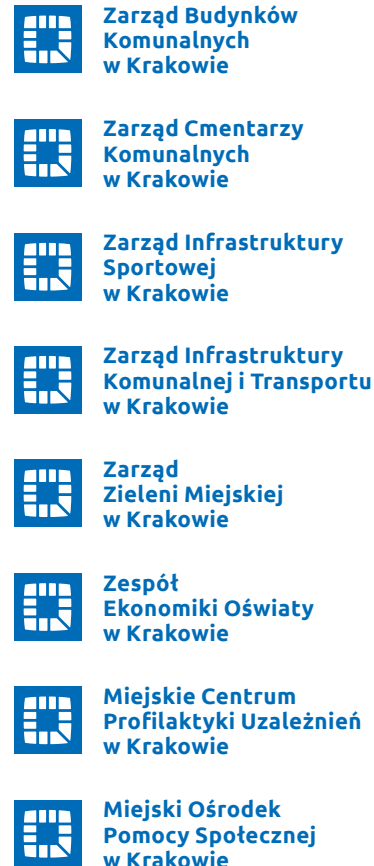 Zarząd Budynków
Komunalnych
w Krakowie
Zarząd Cmentarzy
Komunalnych
w Krakowie
Zarząd Infrastruktury
Sportowej
w Krakowie
Zarząd Infrastruktury
Komunalnej i Transportu
w Krakowie
Zarząd
Zieleni Miejskiej
w Krakowie
Zespół
Ekonomiki Oświaty
w Krakowie
Miejskie Centrum
Profilaktyki Uzależnień
w Krakowie
Miejski Ośrodek
Pomocy Społecznej
w Krakowie